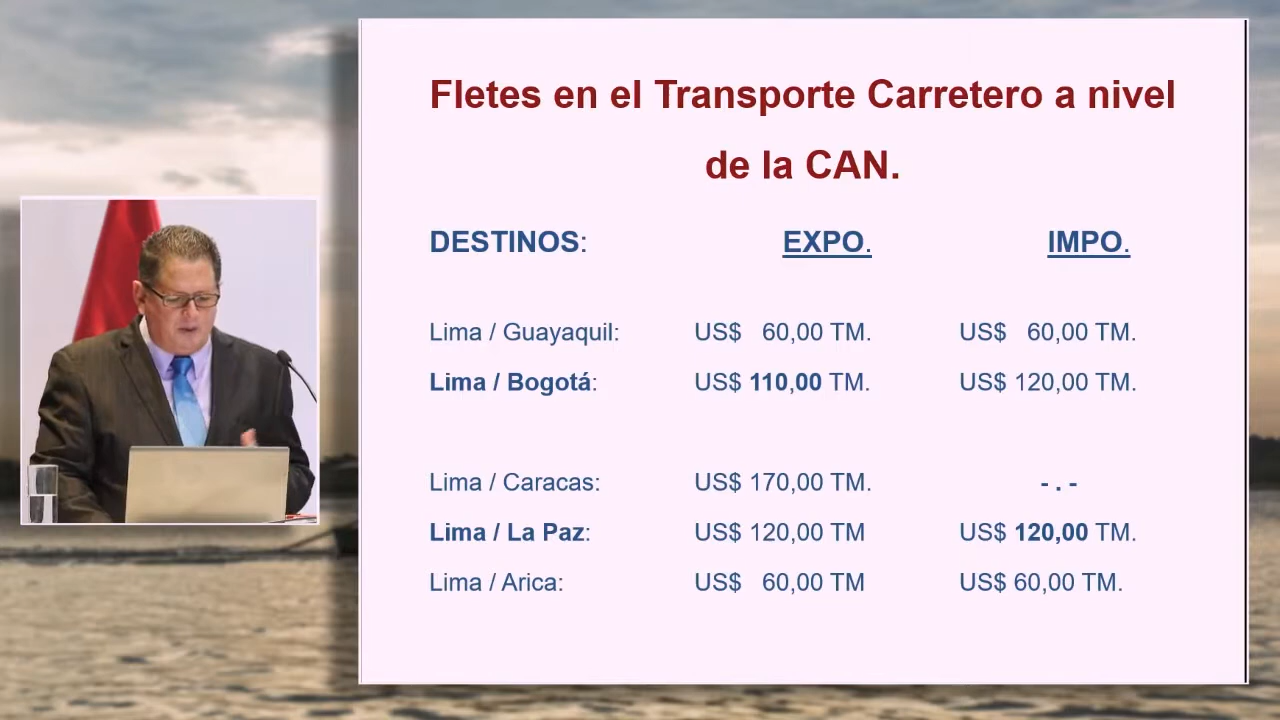 Fletes en el Transporte Carretero a nivel
de la CAN.
DESTINOS: EXPO. IMPO.
Lima / Guayaquil: US$ 60,00 TM. US$ 60,00 TM.
Lima / Bogotá: US$ 110,00 TM. US$ 120,00 TM.
Lima / Caracas: US$ 170,00 TM. - . -
Lima / La Paz: US$ 120,00 TM US$ 120,00 TM.
Lima / Arica: US$ 60,00 TM US$ 60,00 TM.